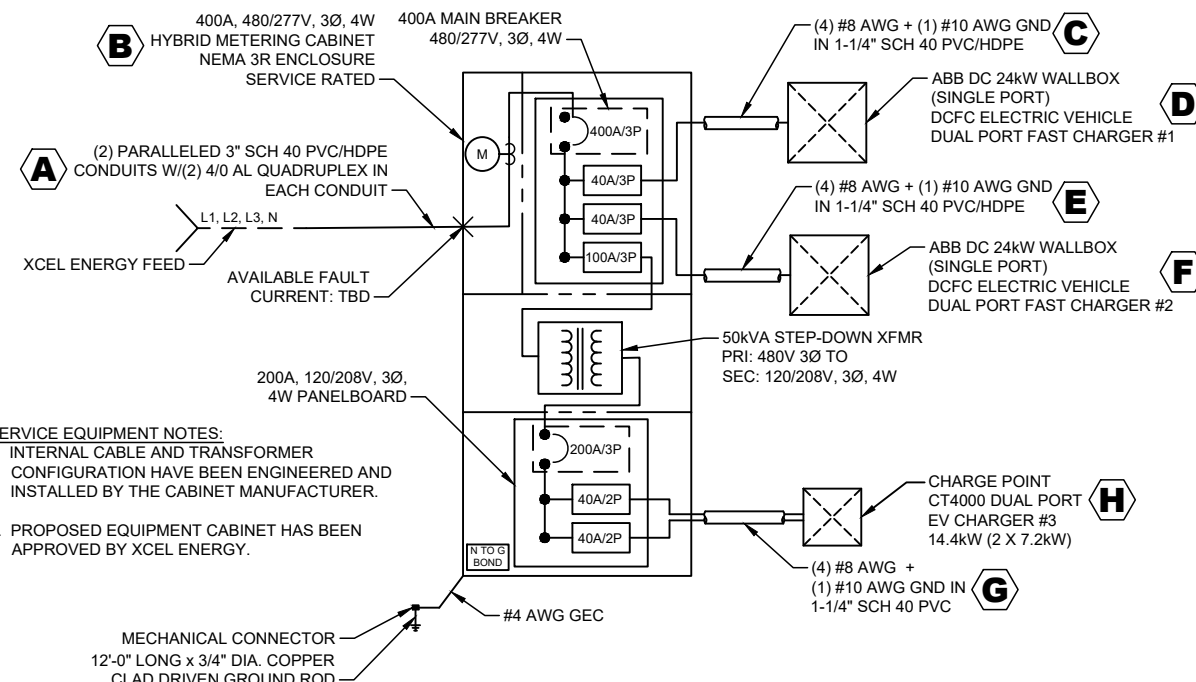 B
400A, 480/277V, 3Ø, 4W
HYBRID METERING CABINET
NEMA 3R ENCLOSURE
SERVICE RATED
400A MAIN BREAKER
480/277V, 3Ø, 4W
(4) #8 AWG + (1) #10 AWG GND
IN 1-1/4" SCH 40 PVC/HDPE
C
ABB DC 24kW WALLBOX
(SINGLE PORT)
DCFC ELECTRIC VEHICLE
DUAL PORT FAST CHARGER #1
D
A
(2) PARALLELED 3" SCH 40 PVC/HDPE
CONDUITS W/(2) 4/0 AL QUADRUPLEX IN
EACH CONDUIT
M
400A/3P
40A/3P
40A/3P
100A/3P
(4) #8 AWG + (1) #10 AWG GND
IN 1-1/4" SCH 40 PVC/HDPE
E
L1, L2, L3, N
XCEL ENERGY FEED
AVAILABLE FAULT
CURRENT: TBD
ABB DC 24kW WALLBOX
(SINGLE PORT)
DCFC ELECTRIC VEHICLE
DUAL PORT FAST CHARGER #2
F
50kVA STEP-DOWN XFMR
PRI: 480V 3Ø TO
SEC: 120/208V, 3Ø, 4W
200A, 120/208V, 3Ø,
4W PANELBOARD
ERVICE EQUIPMENT NOTES:
INTERNAL CABLE AND TRANSFORMER
CONFIGURATION HAVE BEEN ENGINEERED AND
INSTALLED BY THE CABINET MANUFACTURER.
PROPOSED EQUIPMENT CABINET HAS BEEN
APPROVED BY XCEL ENERGY.
200A/3P
40A/2P
40A/2P
N TO G
BOND
CHARGE POINT
CT4000 DUAL PORT
EV CHARGER #3
14.4kW (2 X 7.2kW)
H
(4) #8 AWG +
(1) #10 AWG GND IN
1-1/4" SCH 40 PVC
G
#4 AWG GEC
MECHANICAL CONNECTOR
12'-0" LONG x 3/4" DIA. COPPER
CLAD DRIVEN GROUND ROD